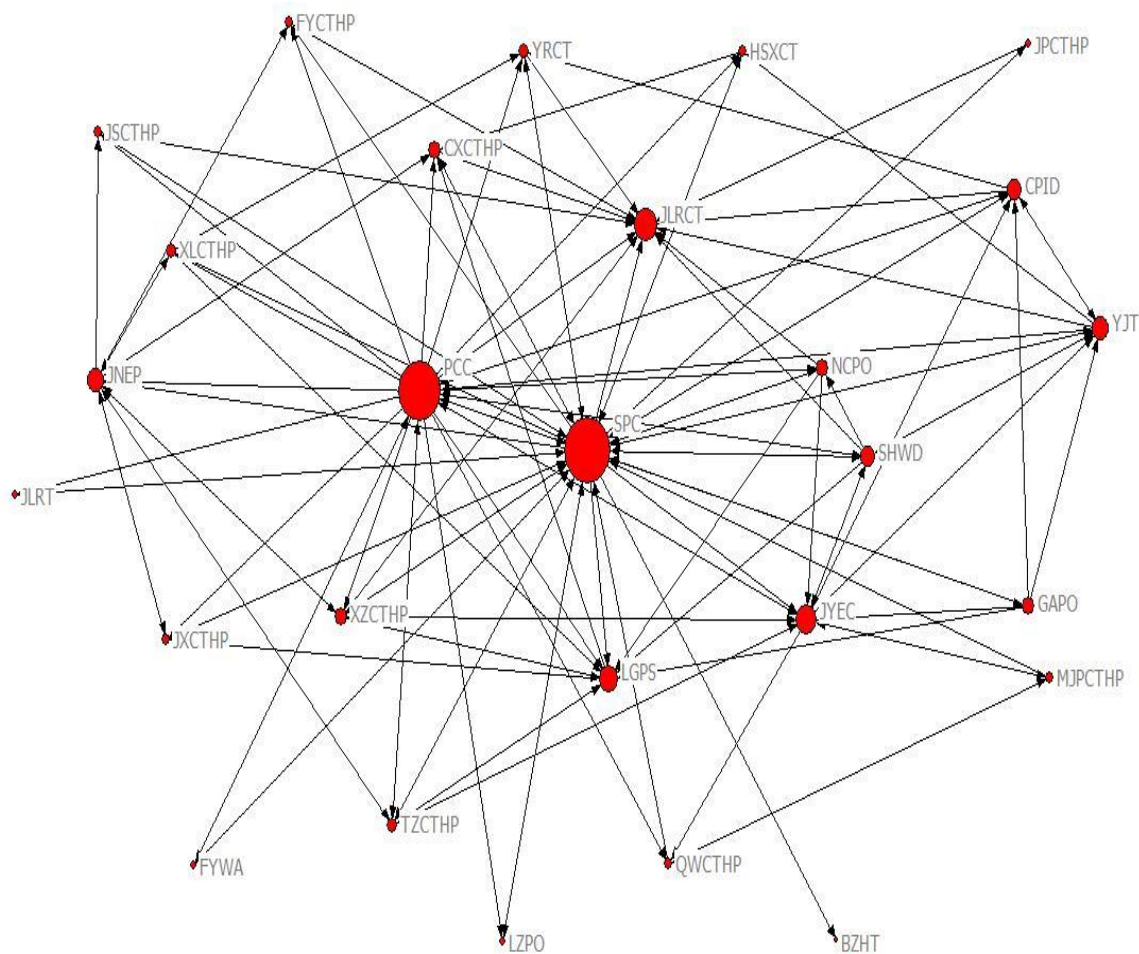 FYCTHP
YRCT
HSXCT
JPCTHP
JSCTHP
CXCTHP
CPID
JLRCT
XLCTHP
YJT
PCC
NCPO
JNEP
SPC
SHWD
JLRT
GAPO
XZCTHP
JYEC
JXCTHP
LGPS
MJPCTHP
TZCTHP
FYWA
QWCTHP
LZPO
BZHT